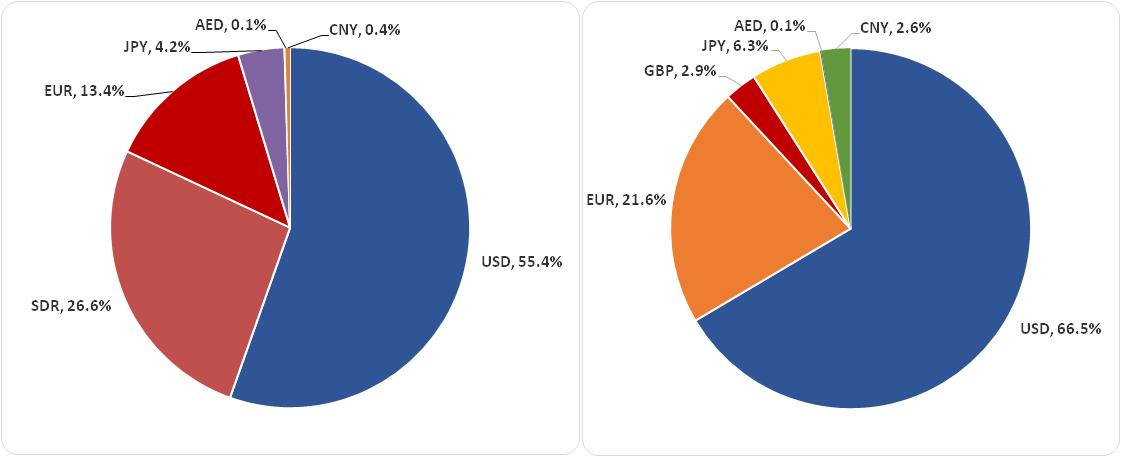 AED, 0.1%
CNY, 0.4%
JPY, 4.2%
EUR, 13.4%
USD, 55.4%
SDR, 26.6%
AED, 0.1%
CNY, 2.6%
JPY, 6.3%
GBP, 2.9%
EUR, 21.6%
USD, 66.5%